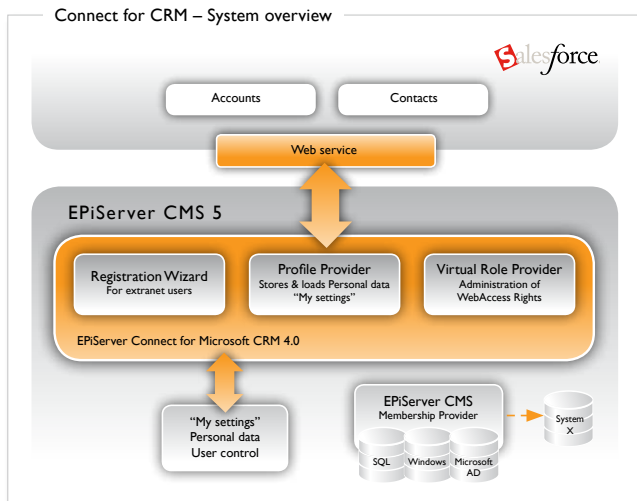 Connect for CRM – System overview
Salesforce
Accounts
Contacts
Web service
EPiServer CMS 5
Registration Wizard
For extranet users
Profile Provider
Stores & loads Personal data
“My settings”
Virtual Role Provider
Administration of
WebAccess Rights
EPiServer Connect for Microsoft CRM 4.0
“My settings”
Personal data
User control
EPiServer CMS
Membership Provider
SQL
Windows
Microsoft
AD
System
X